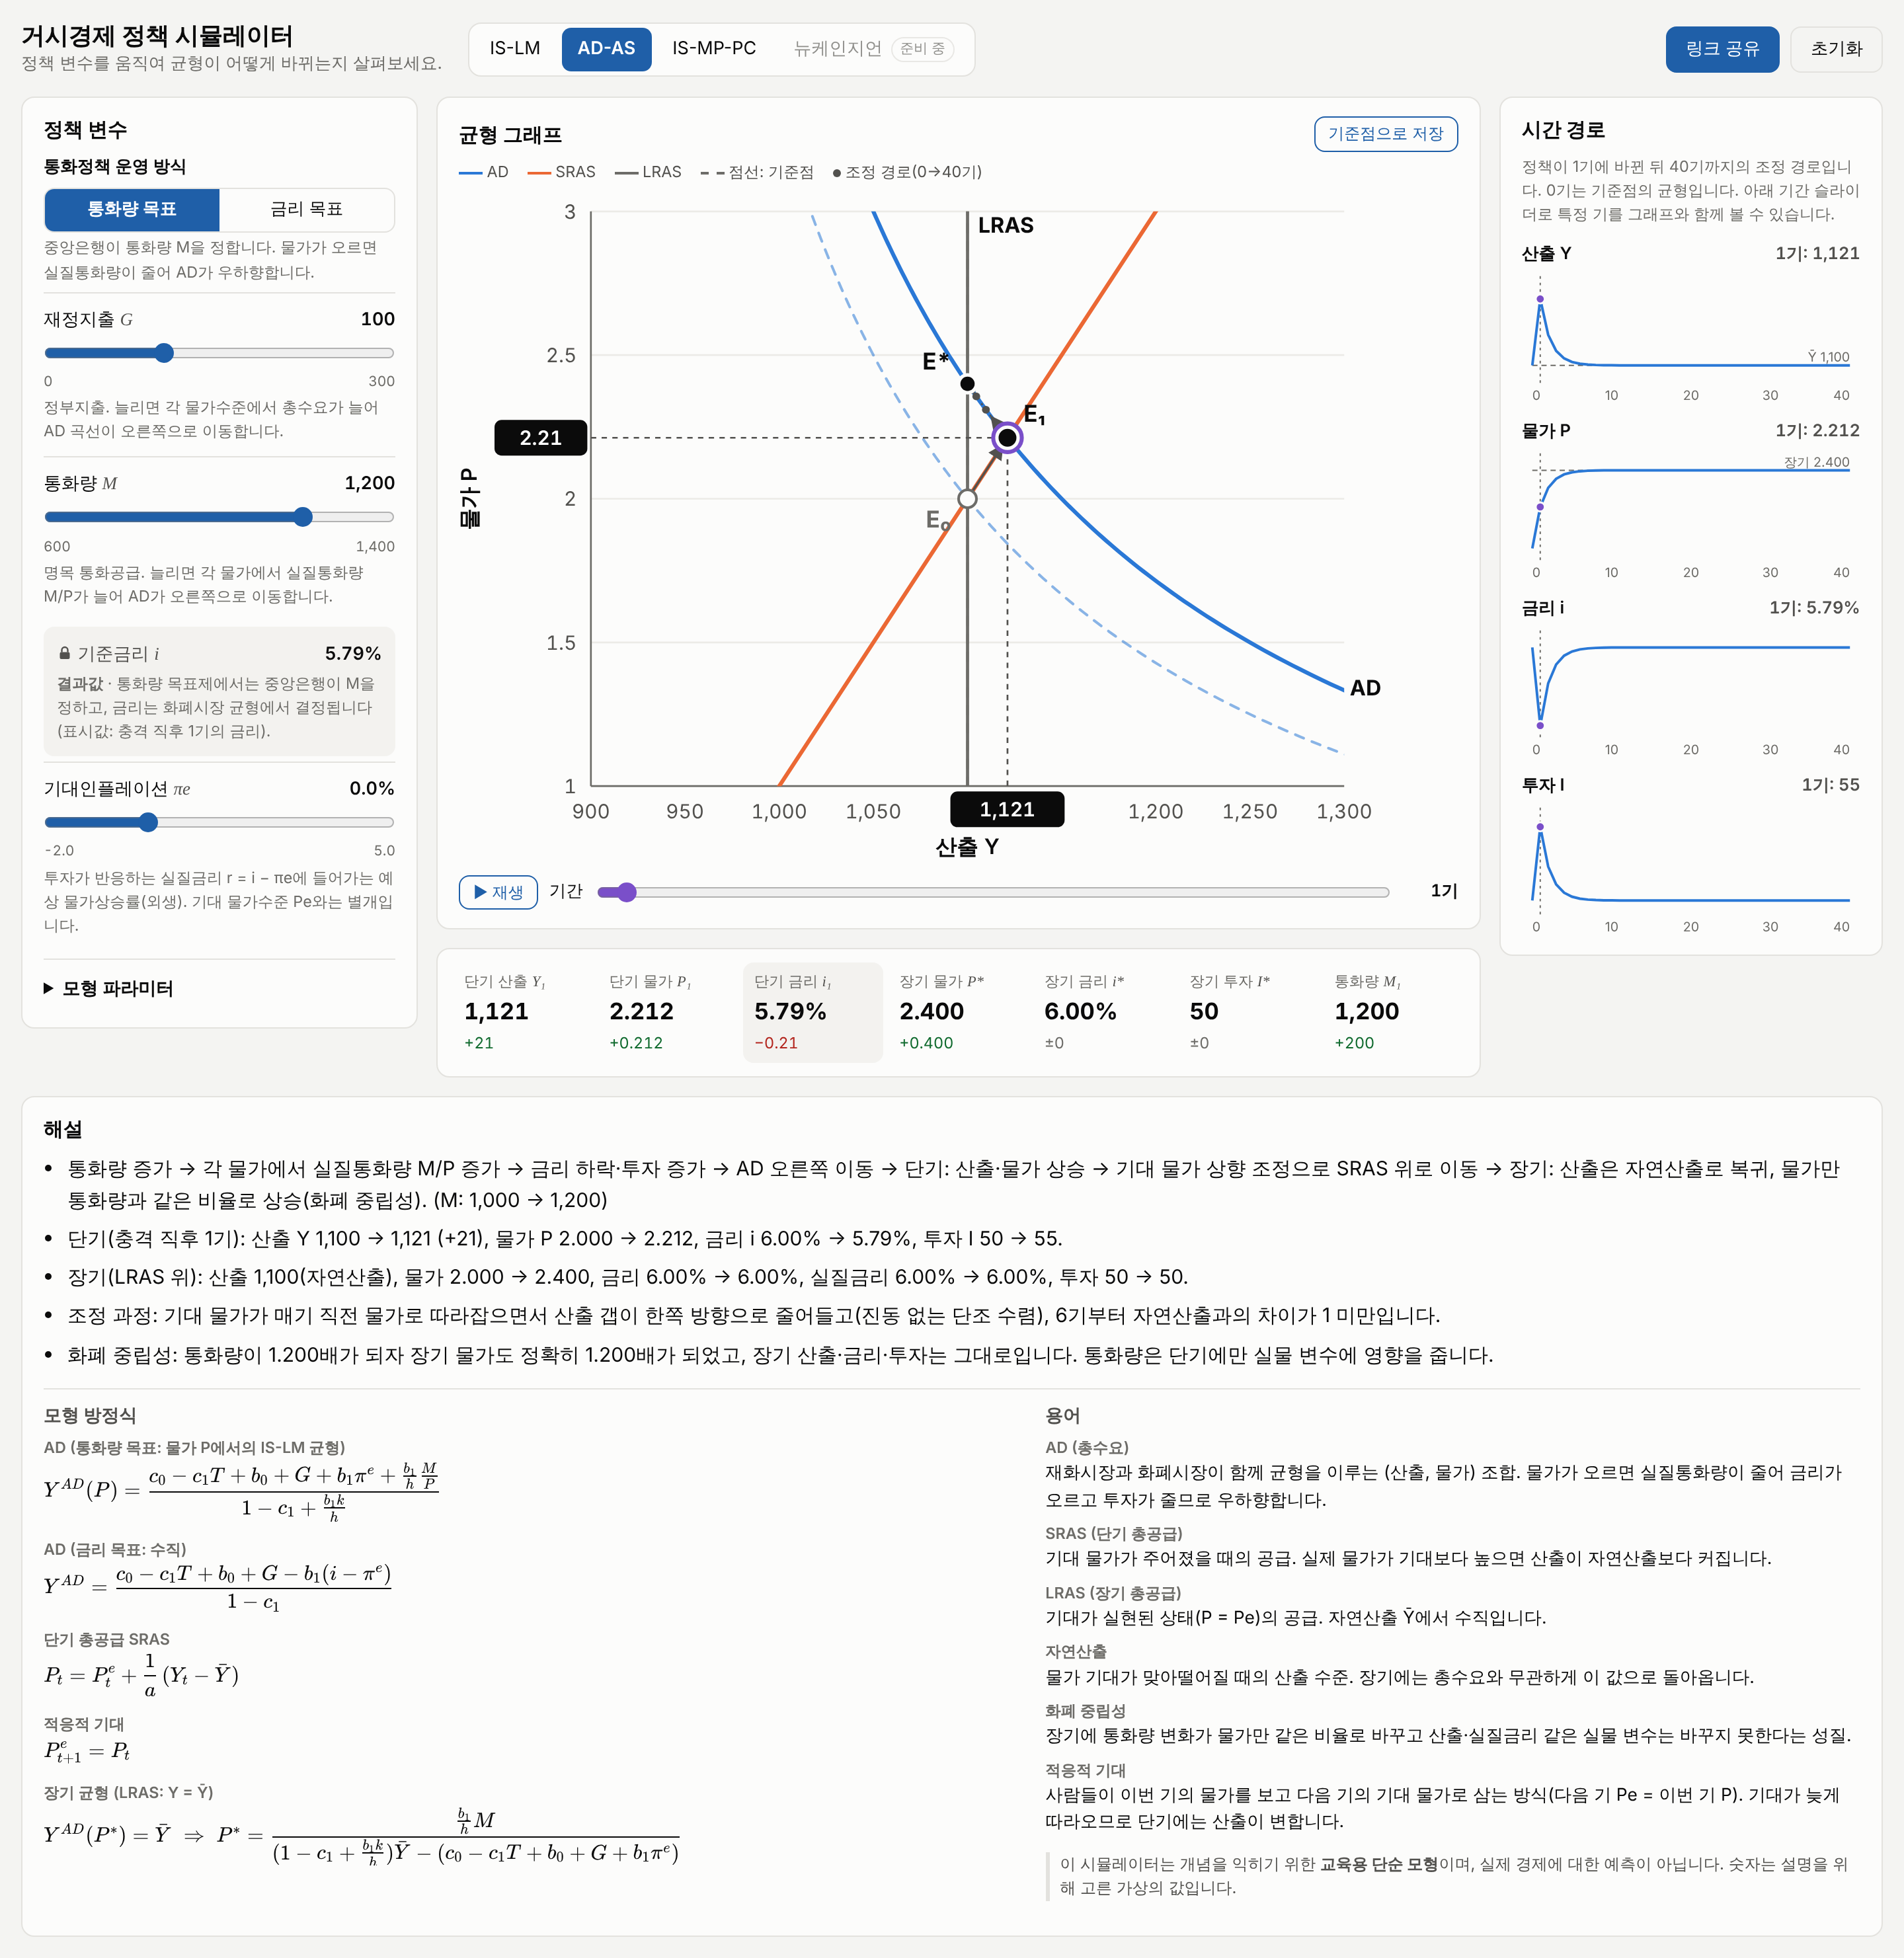 거시경제 정책 시뮬레이터
정책 변수를 움직여 균형이 어떻게 바뀌는지 살펴보세요.
IS-LM
AD-AS
IS-MP-PC
뉴케인지언 준비 중
링크 공유
초기화
정책 변수
통화정책 운영 방식
통화량 목표
금리 목표
중앙은행이 통화량 M을 정합니다. 물가가 오르면
실질통화량이 줄어 AD가 우하향합니다.
재정지출 G 100
0 300
정부지출. 늘리면 각 물가수준에서 총수요가 늘어
AD 곡선이 오른쪽으로 이동합니다.
통화량 M 1,200
600 1,400
명목 통화공급. 늘리면 각 물가에서 실질통화량
M/P가 늘어 AD가 오른쪽으로 이동합니다.
기준금리 i 5.79%
결과값 · 통화량 목표제에서는 중앙은행이 M을
정하고, 금리는 화폐시장 균형에서 결정됩니다
(표시값: 충격 직후 1기의 금리).
기대인플레이션 πe 0.0%
-2.0 5.0
투자가 반응하는 실질금리 r = i − πe에 들어가는 예
상 물가상승률(외생). 기대 물가수준 Pe와는 별개입
니다.
▶ 모형 파라미터
균형 그래프
기준점으로 저장
AD SRAS LRAS 점선: 기준점 조정 경로(0→40기)
3
LRAS
2.5
E*
E₁
2.21
물가 P
2
E₀
1.5
AD
1
900 950 1,000 1,050 1,121 1,200 1,250 1,300
산출 Y
▶ 재생 기간 1기
단기 산출 Y₁
1,121
+21
단기 물가 P₁
2.212
+0.212
단기 금리 i₁
5.79%
−0.21
장기 물가 P*
2.400
+0.400
장기 금리 i*
6.00%
±0
장기 투자 I*
50
±0
통화량 M₁
1,200
+200
시간 경로
정책이 1기에 바뀐 뒤 40기까지의 조정 경로입니
다. 0기는 기준점의 균형입니다. 아래 기간 슬라이
더로 특정 기를 그래프와 함께 볼 수 있습니다.
산출 Y 1기: 1,121
Ȳ 1,100
0 10 20 30 40
물가 P 1기: 2.212
장기 2.400
0 10 20 30 40
금리 i 1기: 5.79%
0 10 20 30 40
투자 I 1기: 55
0 10 20 30 40
해설
• 통화량 증가 → 각 물가에서 실질통화량 M/P 증가 → 금리 하락·투자 증가 → AD 오른쪽 이동 → 단기: 산출·물가 상승 → 기대 물가 상향 조정으로 SRAS 위로 이동 → 장기: 산출은 자연산출로 복귀, 물가만
통화량과 같은 비율로 상승(화폐 중립성). (M: 1,000 → 1,200)
• 단기(충격 직후 1기): 산출 Y 1,100 → 1,121 (+21), 물가 P 2.000 → 2.212, 금리 i 6.00% → 5.79%, 투자 I 50 → 55.
• 장기(LRAS 위): 산출 1,100(자연산출), 물가 2.000 → 2.400, 금리 6.00% → 6.00%, 실질금리 6.00% → 6.00%, 투자 50 → 50.
• 조정 과정: 기대 물가가 매기 직전 물가로 따라잡으면서 산출 갭이 한쪽 방향으로 줄어들고(진동 없는 단조 수렴), 6기부터 자연산출과의 차이가 1 미만입니다.
• 화폐 중립성: 통화량이 1.200배가 되자 장기 물가도 정확히 1.200배가 되었고, 장기 산출·금리·투자는 그대로입니다. 통화량은 단기에만 실물 변수에 영향을 줍니다.
모형 방정식
AD (통화량 목표: 물가 P에서의 IS-LM 균형)
Y^{AD}(P) = \frac{c_0 − c_1T + b_0 + G + b_1π^e + \frac{b_1}{h}\frac{M}{P}}{1 − c_1 + \frac{b_1k}{h}}
AD (금리 목표: 수직)
Y^{AD} = \frac{c_0 − c_1T + b_0 + G − b_1(i − π^e)}{1 − c_1}
단기 총공급 SRAS
P_t = P_t^e + \frac{1}{a}(Y_t − Ȳ)
적응적 기대
P_{t+1}^e = P_t
장기 균형 (LRAS: Y = Ȳ)
Y^{AD}(P*) = Ȳ ⇒ P* = \frac{\frac{b_1}{h}M}{(1 − c_1 + \frac{b_1k}{h})Ȳ − (c_0 − c_1T + b_0 + G + b_1π^e)}
용어
AD (총수요)
재화시장과 화폐시장이 함께 균형을 이루는 (산출, 물가) 조합. 물가가 오르면 실질통화량이 줄어 금리가
오르고 투자가 줄므로 우하향합니다.
SRAS (단기 총공급)
기대 물가가 주어졌을 때의 공급. 실제 물가가 기대보다 높으면 산출이 자연산출보다 커집니다.
LRAS (장기 총공급)
기대가 실현된 상태(P = Pe)의 공급. 자연산출 Ȳ에서 수직입니다.
자연산출
물가 기대가 맞아떨어질 때의 산출 수준. 장기에는 총수요와 무관하게 이 값으로 돌아옵니다.
화폐 중립성
장기에 통화량 변화가 물가만 같은 비율로 바꾸고 산출·실질금리 같은 실물 변수는 바꾸지 못한다는 성질.
적응적 기대
사람들이 이번 기의 물가를 보고 다음 기의 기대 물가로 삼는 방식(다음 기 Pe = 이번 기 P). 기대가 늦게
따라오므로 단기에는 산출이 변합니다.
이 시뮬레이터는 개념을 익히기 위한 교육용 단순 모형이며, 실제 경제에 대한 예측이 아닙니다. 숫자는 설명을 위
해 고른 가상의 값입니다.